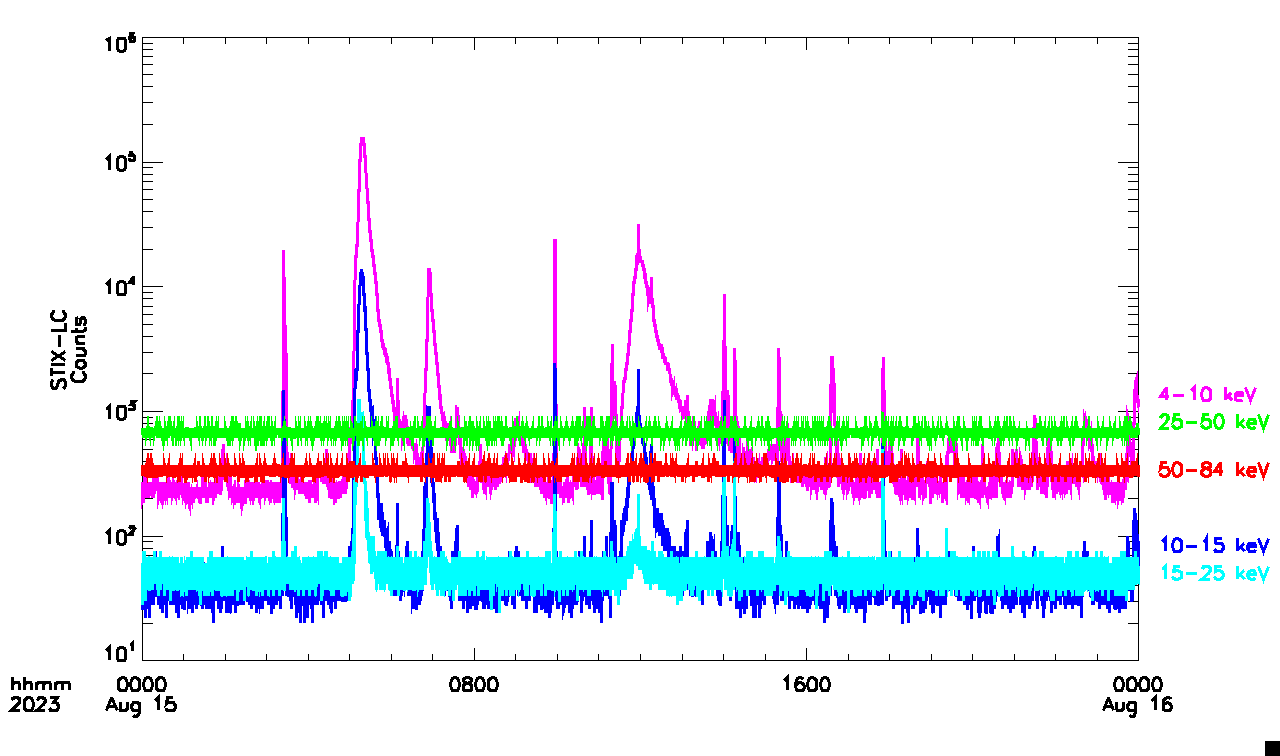 10⁶
10⁵
10⁴
10³
10²
10¹
STIX-LC
Counts
4-10 keV
25-50 keV
50-84 keV
10-15 keV
15-25 keV
hhmm 0000 0800 1600 0000
2023 Aug 15 Aug 16